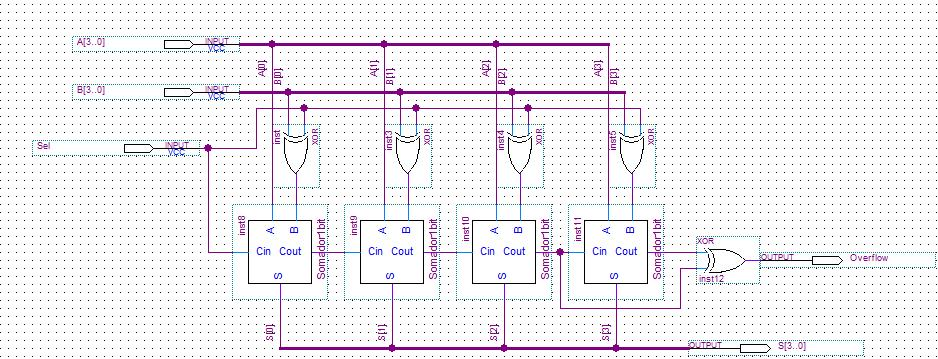 A[3..0] INPUT VCC
A[0] B[0] A[1] B[1] A[2] B[2] A[3] B[3]
B[3..0] INPUT VCC
Sel INPUT VCC
inst XOR inst3 XOR inst4 XOR inst5 XOR
inst8 A B Somador1bit inst9 A B Somador1bit inst10 A B Somador1bit inst11 A B Somador1bit XOR
Cin Cout Cin Cout Cin Cout Cin Cout OUTPUT Overflow
S S S S inst12
S[0] S[1] S[2] S[3] OUTPUT S[3..0]